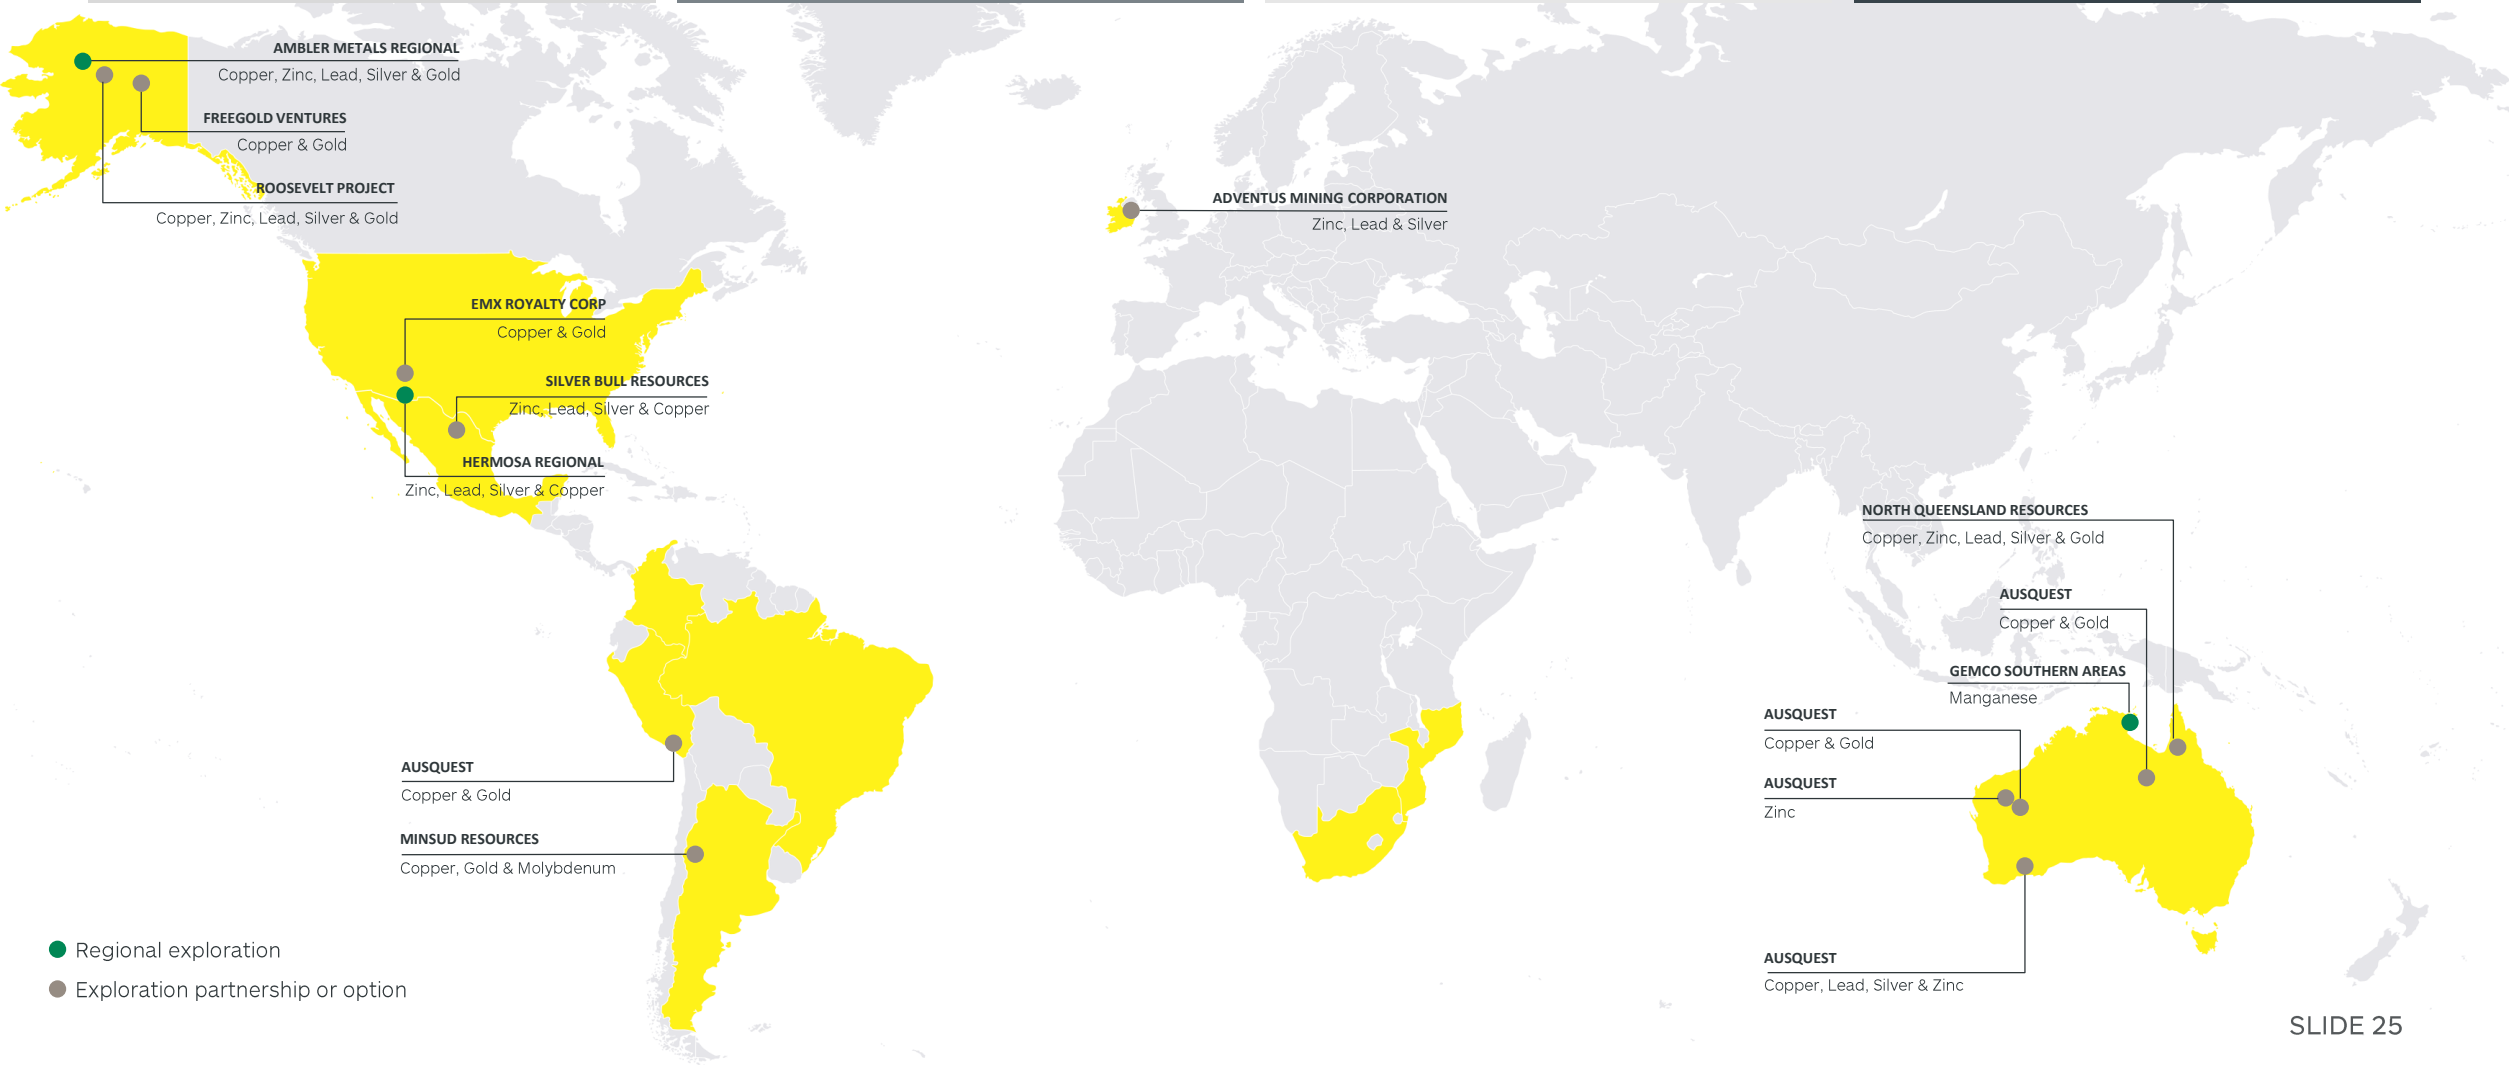 AMBLER METALS REGIONAL
Copper, Zinc, Lead, Silver & Gold
FREEGOLD VENTURES
Copper & Gold
ROOSEVELT PROJECT
Copper, Zinc, Lead, Silver & Gold
ADVENTUS MINING CORPORATION
Zinc, Lead & Silver
EMX ROYALTY CORP
Copper & Gold
SILVER BULL RESOURCES
Zinc, Lead, Silver & Copper
HERMOSA REGIONAL
Zinc, Lead, Silver & Copper
NORTH QUEENSLAND RESOURCES
Copper, Zinc, Lead, Silver & Gold
AUSQUEST
Copper & Gold
GEMCO SOUTHERN AREAS
Manganese
AUSQUEST
Copper & Gold
AUSQUEST
Zinc
AUSQUEST
Copper & Gold
MINSUD RESOURCES
Copper, Gold & Molybdenum
AUSQUEST
Copper, Lead, Silver & Zinc
Regional exploration
Exploration partnership or option
SLIDE 25